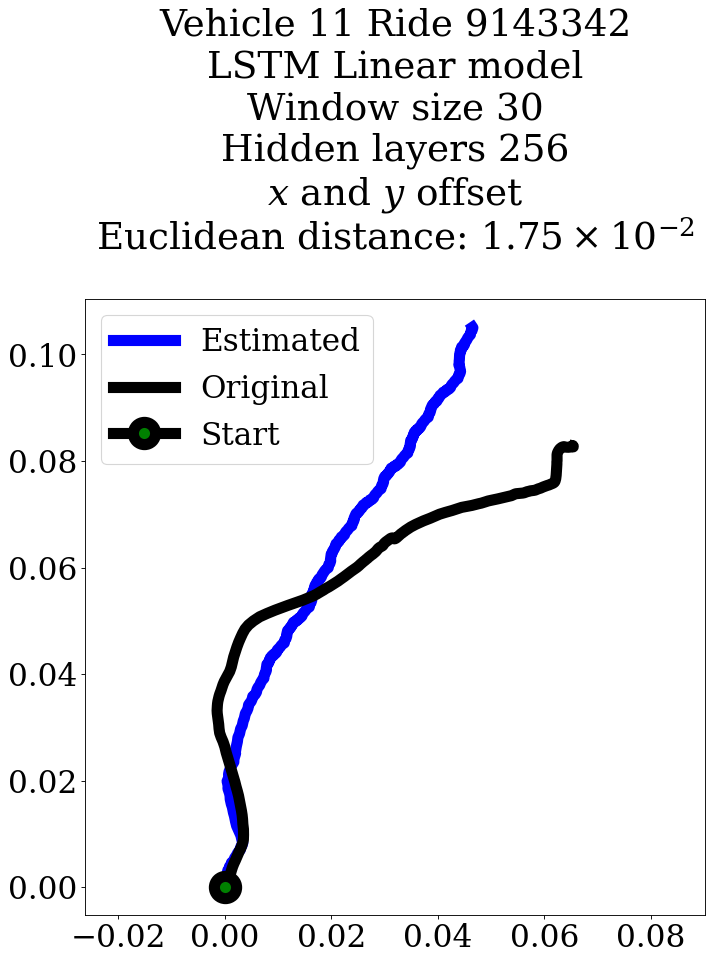 Vehicle 11 Ride 9143342
LSTM Linear model
Window size 30
Hidden layers 256
x and y offset
Euclidean distance: 1.75 × 10⁻²
Estimated
Original
Start
0.10
0.08
0.06
0.04
0.02
0.00
−0.02 0.00 0.02 0.04 0.06 0.08